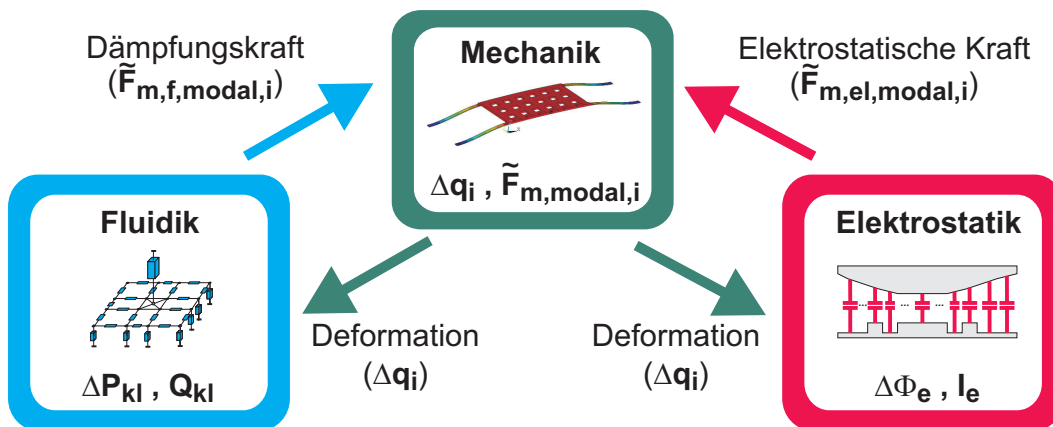 Dämpfungskraft
(F̃m,f,modal,i)
Mechanik
Δqi , F̃m,modal,i
Elektrostatische Kraft
(F̃m,el,modal,i)
Fluidik
ΔPkl , Qkl
Deformation
(Δqi)
Deformation
(Δqi)
Elektrostatik
... ... ... ...
ΔΦe , Ie